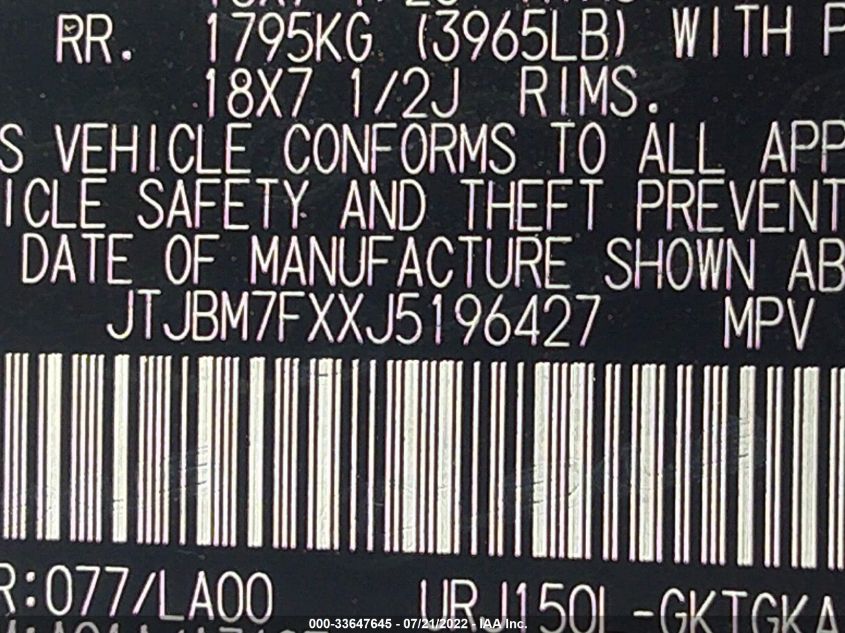 RR. 1795KG (3965LB) WITH P
18X7 1/2J RIMS.
S VEHICLE CONFORMS TO ALL APP
ICLE SAFETY AND THEFT PREVENT
DATE OF MANUFACTURE SHOWN AB
JTJBM7FXXJ5196427 MPV
R:077/LA00 URJ150L-GKTGKA
000-33647645 - 07/21/2022 - IAA Inc.